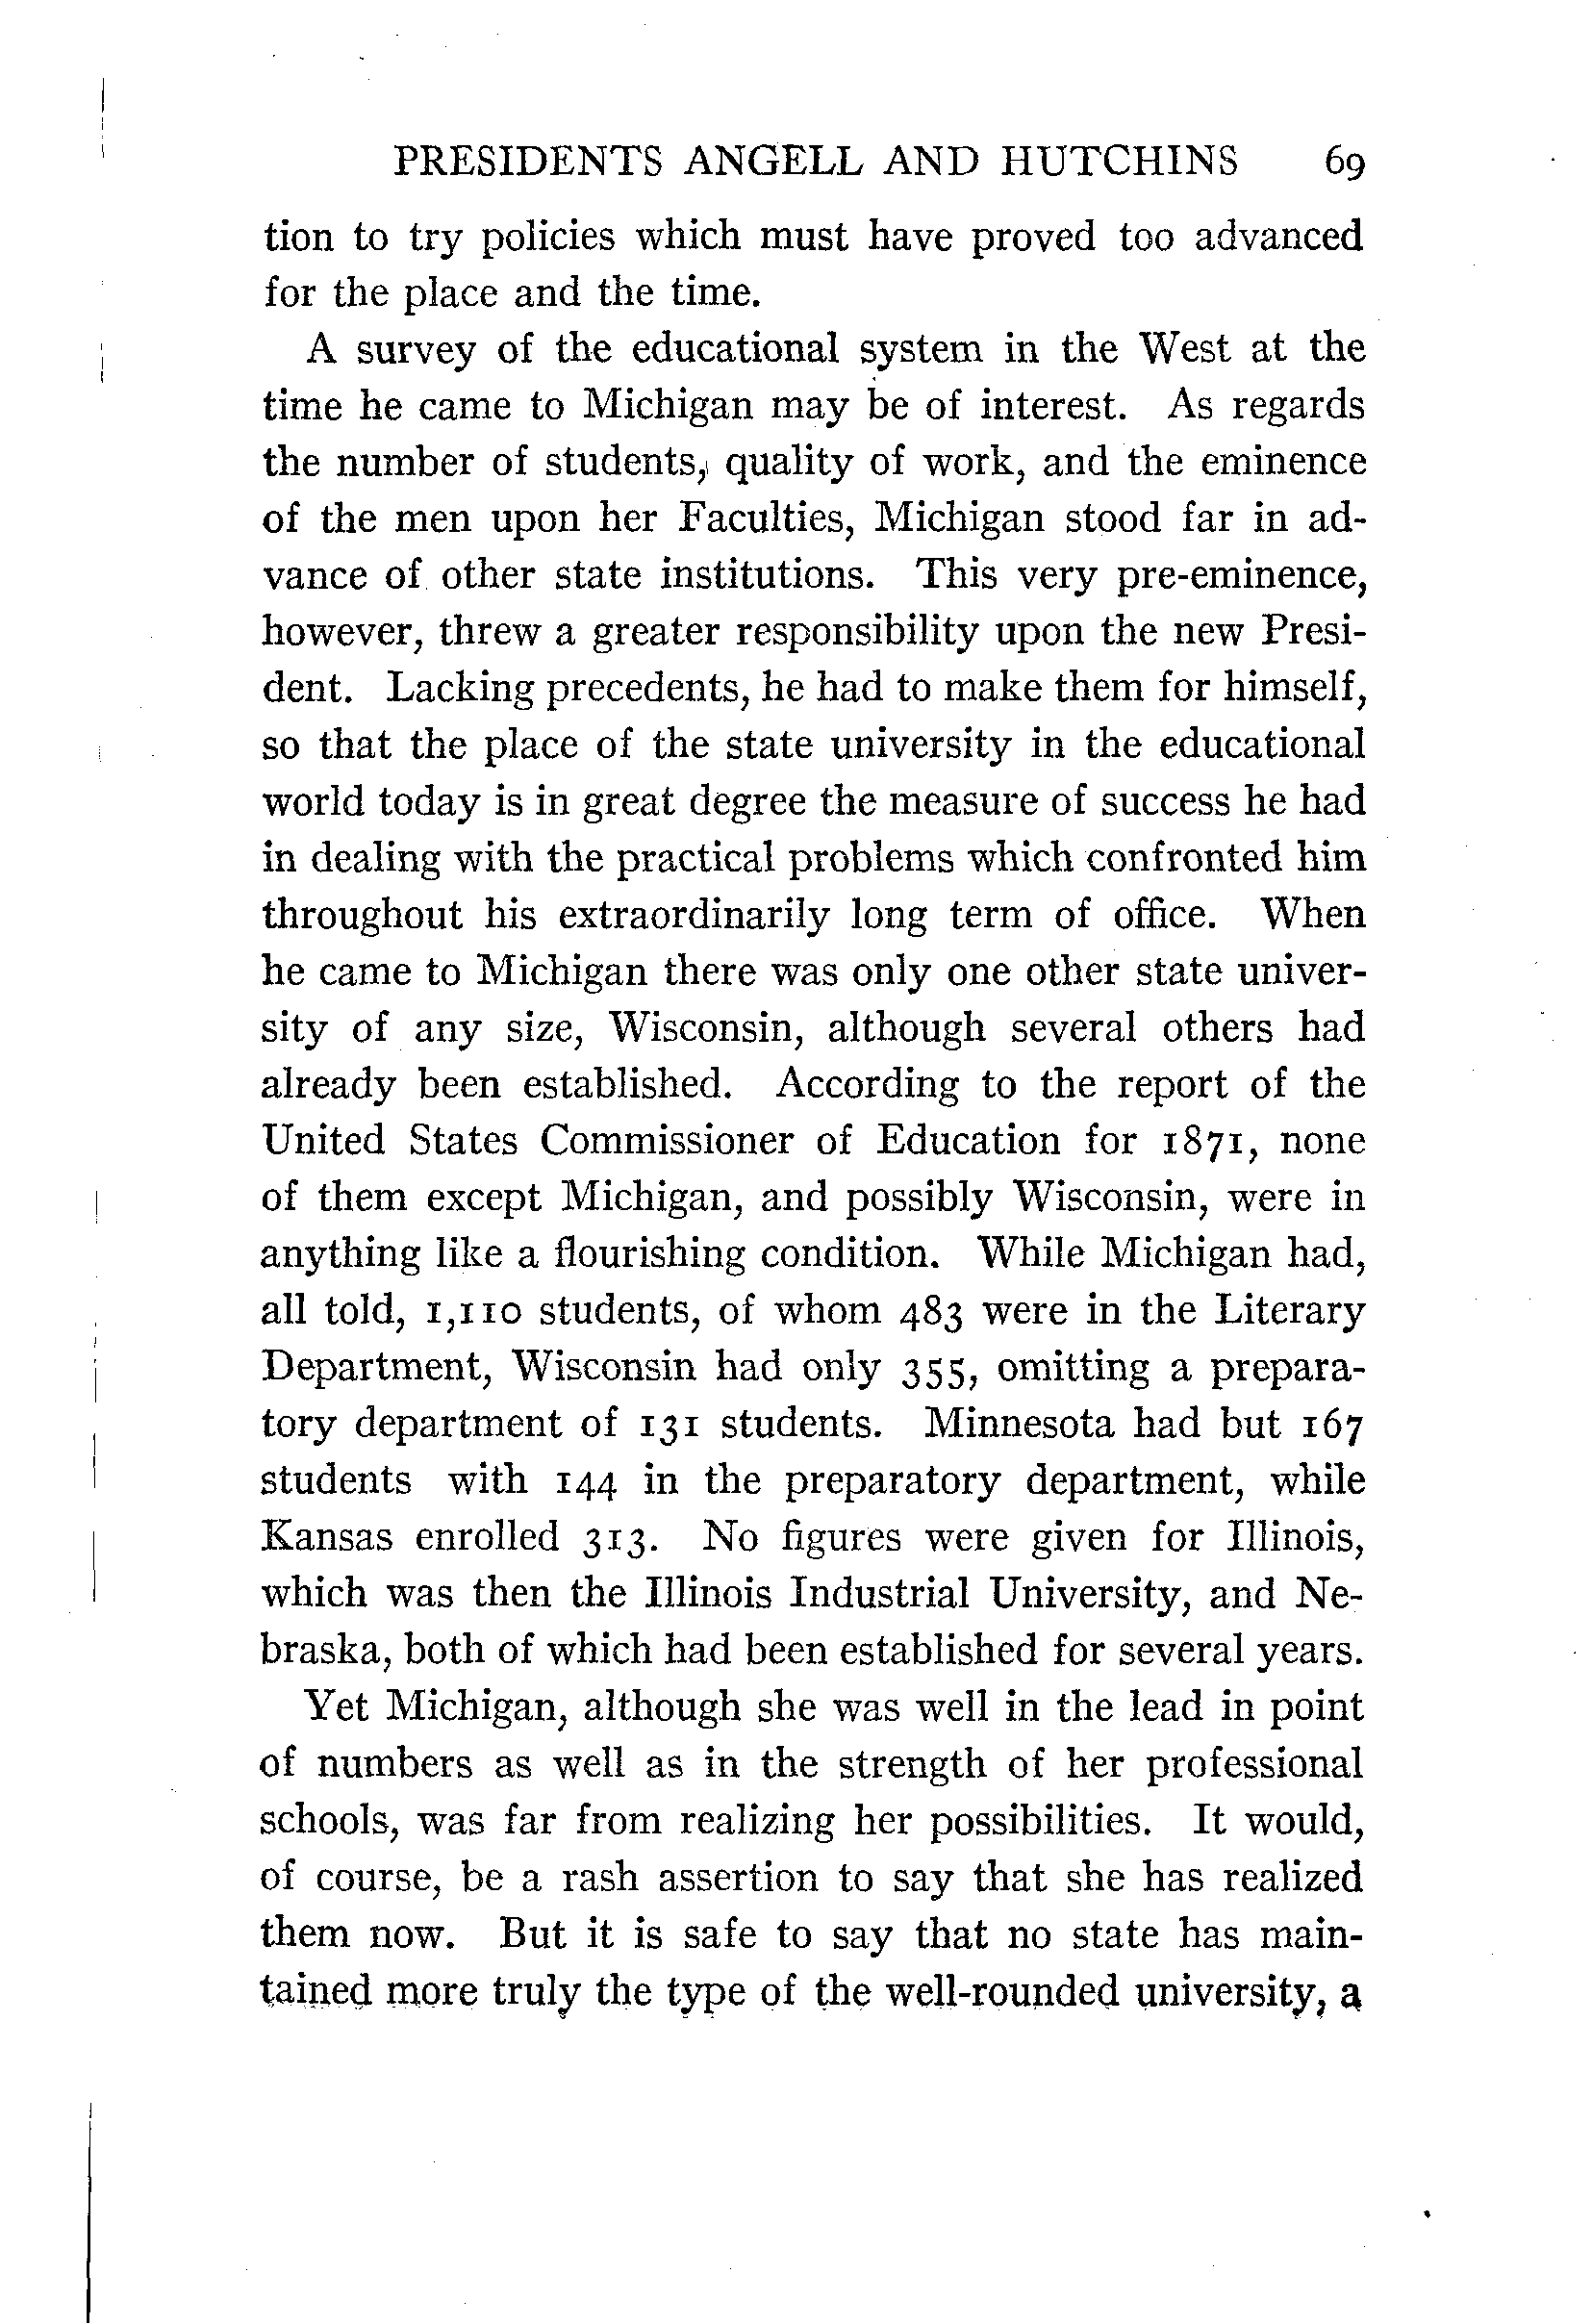 PRESIDENTS ANGELL AND HUTCHINS 69
tion to try policies which must have proved too advanced
for the place and the time.
A survey of the educational system in the West at the
time he came to Michigan may be of interest. As regards
the number of students, quality of work, and the eminence
of the men upon her Faculties, Michigan stood far in ad-
vance of other state institutions. This very pre-eminence,
however, threw a greater responsibility upon the new Presi-
dent. Lacking precedents, he had to make them for himself,
so that the place of the state university in the educational
world today is in great degree the measure of success he had
in dealing with the practical problems which confronted him
throughout his extraordinarily long term of office. When
he came to Michigan there was only one other state univer-
sity of any size, Wisconsin, although several others had
already been established. According to the report of the
United States Commissioner of Education for 1871, none
of them except Michigan, and possibly Wisconsin, were in
anything like a flourishing condition. While Michigan had,
all told, 1,110 students, of whom 483 were in the Literary
Department, Wisconsin had only 355, omitting a prepara-
tory department of 131 students. Minnesota had but 167
students with 144 in the preparatory department, while
Kansas enrolled 313. No figures were given for Illinois,
which was then the Illinois Industrial University, and Ne-
braska, both of which had been established for several years.
Yet Michigan, although she was well in the lead in point
of numbers as well as in the strength of her professional
schools, was far from realizing her possibilities. It would,
of course, be a rash assertion to say that she has realized
them now. But it is safe to say that no state has main-
tained more truly the type of the well-rounded university, a